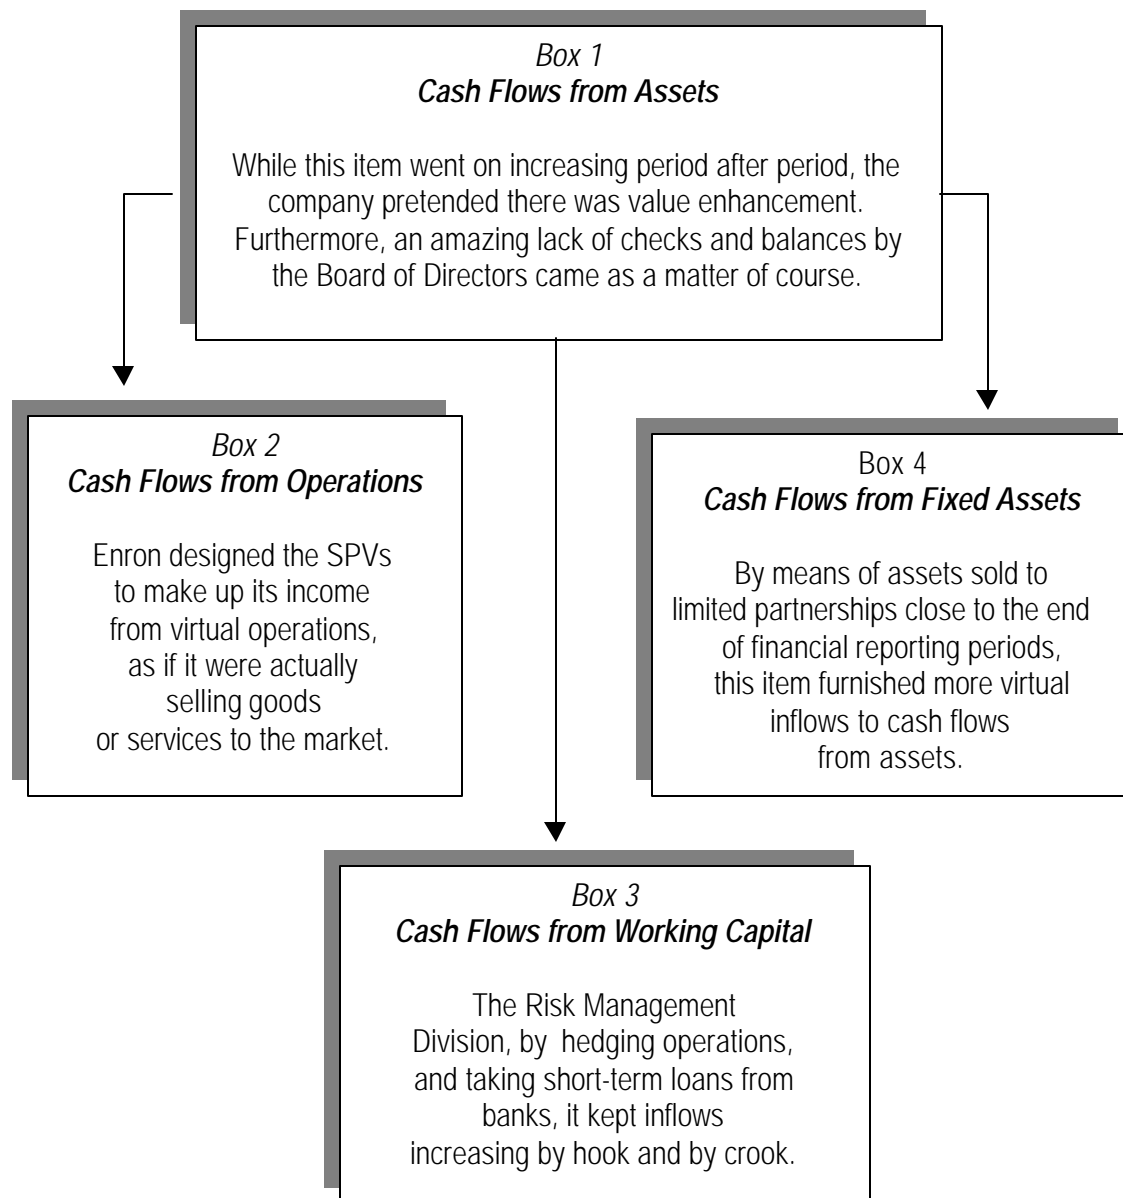 Box 1
Cash Flows from Assets
While this item went on increasing period after period, the
company pretended there was value enhancement.
Furthermore, an amazing lack of checks and balances by
the Board of Directors came as a matter of course.
Box 2
Cash Flows from Operations
Enron designed the SPVs
to make up its income
from virtual operations,
as if it were actually
selling goods
or services to the market.
Box 4
Cash Flows from Fixed Assets
By means of assets sold to
limited partnerships close to the end
of financial reporting periods,
this item furnished more virtual
inflows to cash flows
from assets.
Box 3
Cash Flows from Working Capital
The Risk Management
Division, by hedging operations,
and taking short-term loans from
banks, it kept inflows
increasing by hook and by crook.